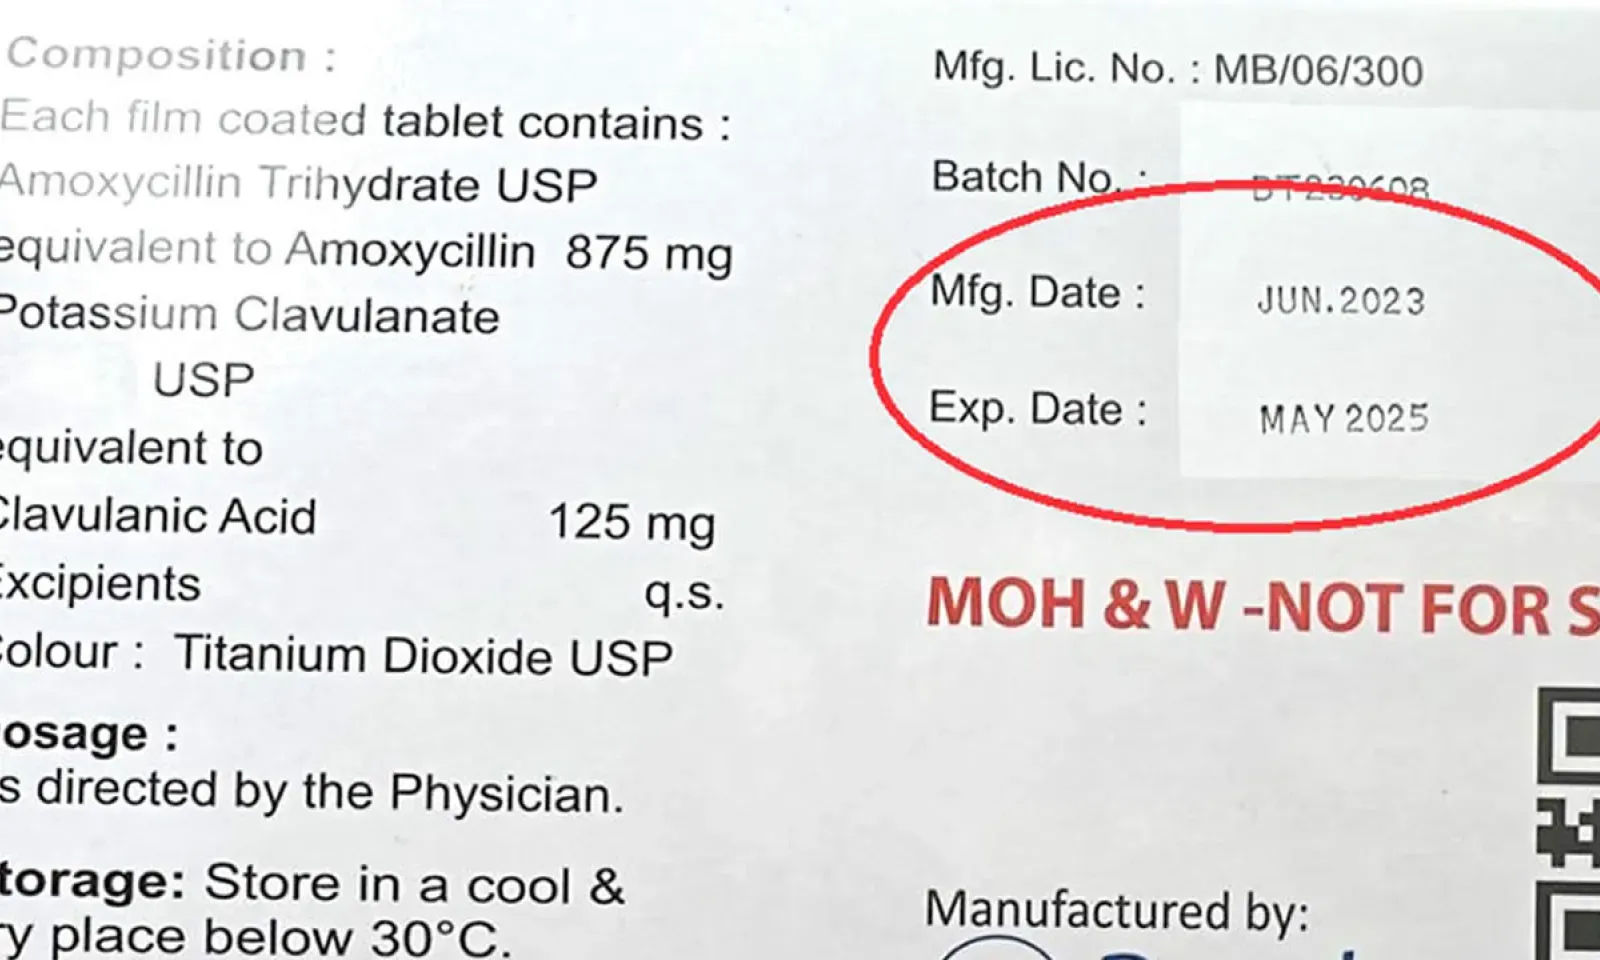 Composition :
Each film coated tablet contains :
Amoxycillin Trihydrate USP
equivalent to Amoxycillin 875 mg
Potassium Clavulanate
USP
equivalent to
Clavulanic Acid 125 mg
Excipients q.s.
Colour : Titanium Dioxide USP
osage :
s directed by the Physician.
torage: Store in a cool &
ry place below 30°C.
Mfg. Lic. No. : MB/06/300
Batch No. : BT230608
Mfg. Date : JUN.2023
Exp. Date : MAY 2025
MOH & W -NOT FOR S
Manufactured by: